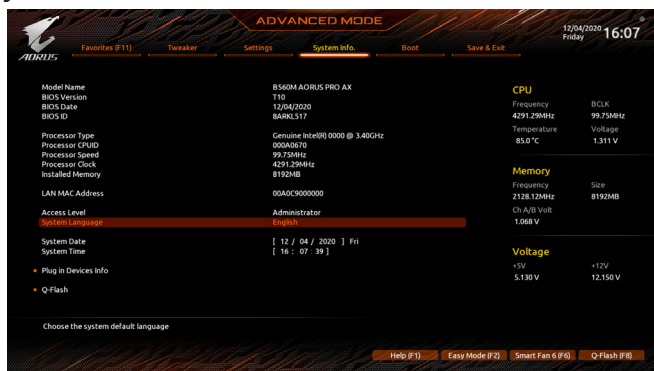 ADVANCED MODE
12/04/2020
Friday
16:07
AORUS
Favorites (F11)
Tweaker
Settings
System Info.
Boot
Save & Exit
Model Name B560M AORUS PRO AX
BIOS Version T10
BIOS Date 12/04/2020
BIOS ID 8ARKL517
Processor Type Genuine Intel(R) 0000 @ 3.40GHz
Processor CPUID 000A0670
Processor Speed 99.75MHz
Processor Clock 4291.29MHz
Installed Memory 8192MB
LAN MAC Address 00A0C9000000
Access Level Administrator
System Language English
System Date [ 12 / 04 / 2020 ] Fri
System Time [ 16 : 07 : 39 ]
Plug in Devices Info
Q-Flash
CPU
Frequency BCLK
4291.29MHz 99.75MHz
Temperature Voltage
85.0 °C 1.311 V
Memory
Frequency Size
2128.12MHz 8192MB
Ch A/B Volt
1.068 V
Voltage
+5V +12V
5.130 V 12.150 V
Choose the system default language
Help (F1)
Easy Mode (F2)
Smart Fan 6 (F6)
Q-Flash (F8)